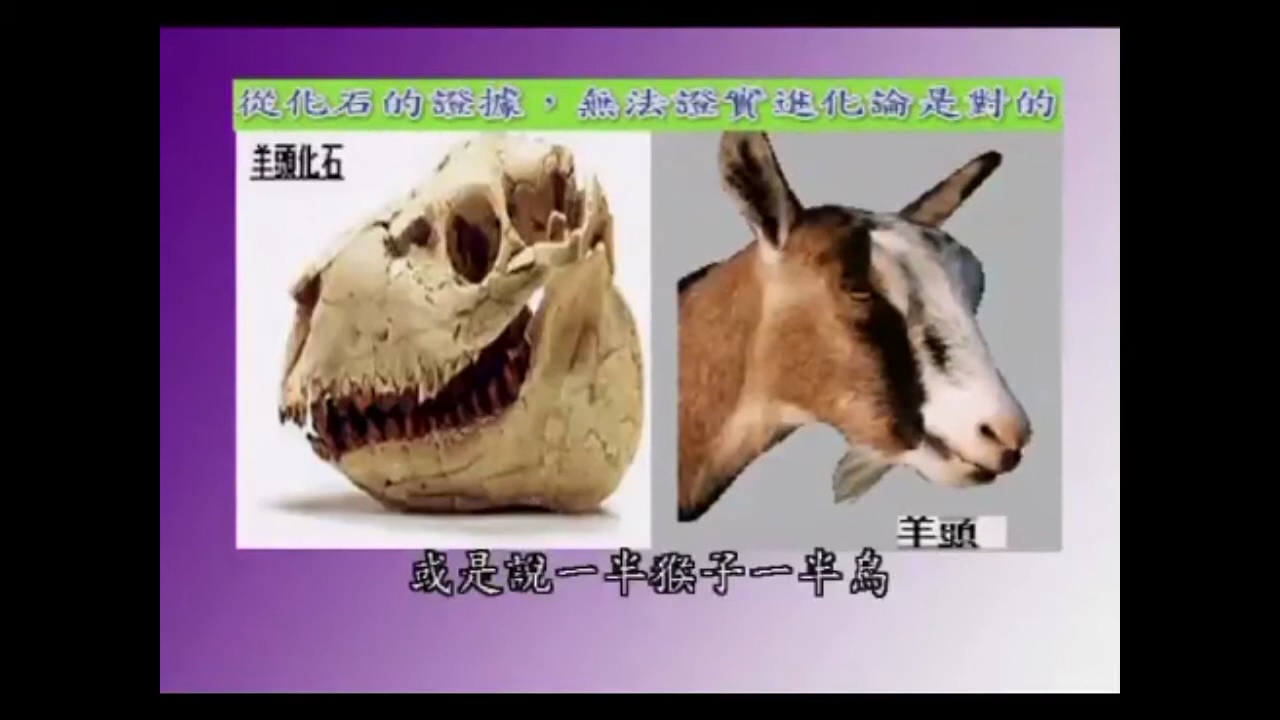 從化石的證據，無法證實進化論是對的
羊頭化石
羊頭
或是說一半猴子一半鳥